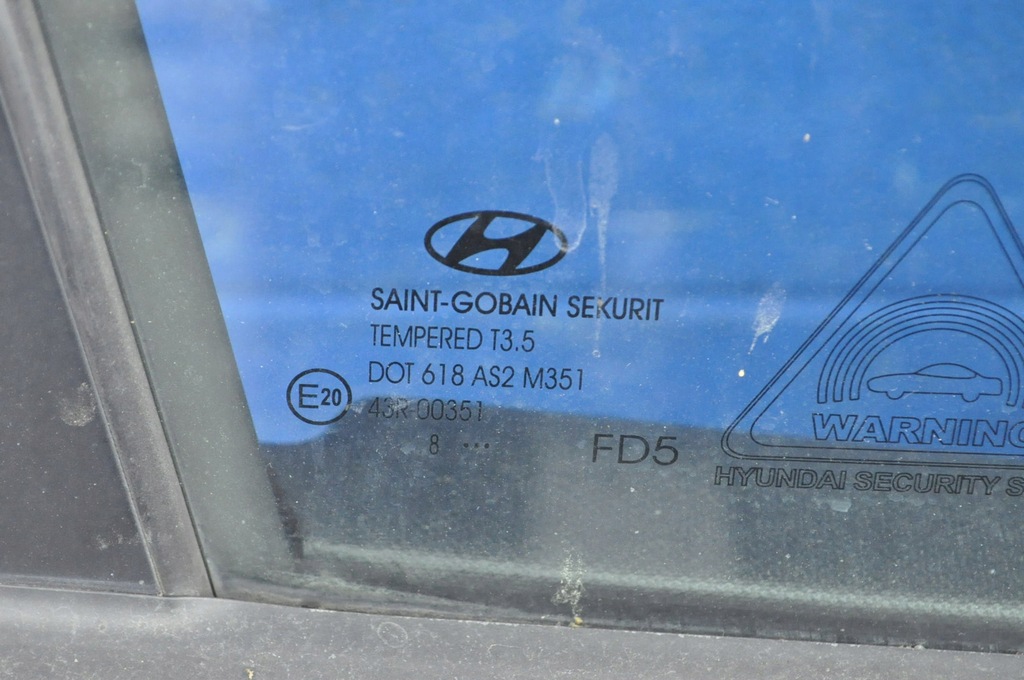 SAINT-GOBAIN SEKURIT
TEMPERED T3.5
DOT 618 AS2 M351
E20
43R-00351
8 ...
FD5
WARNING
HYUNDAI SECURITY S